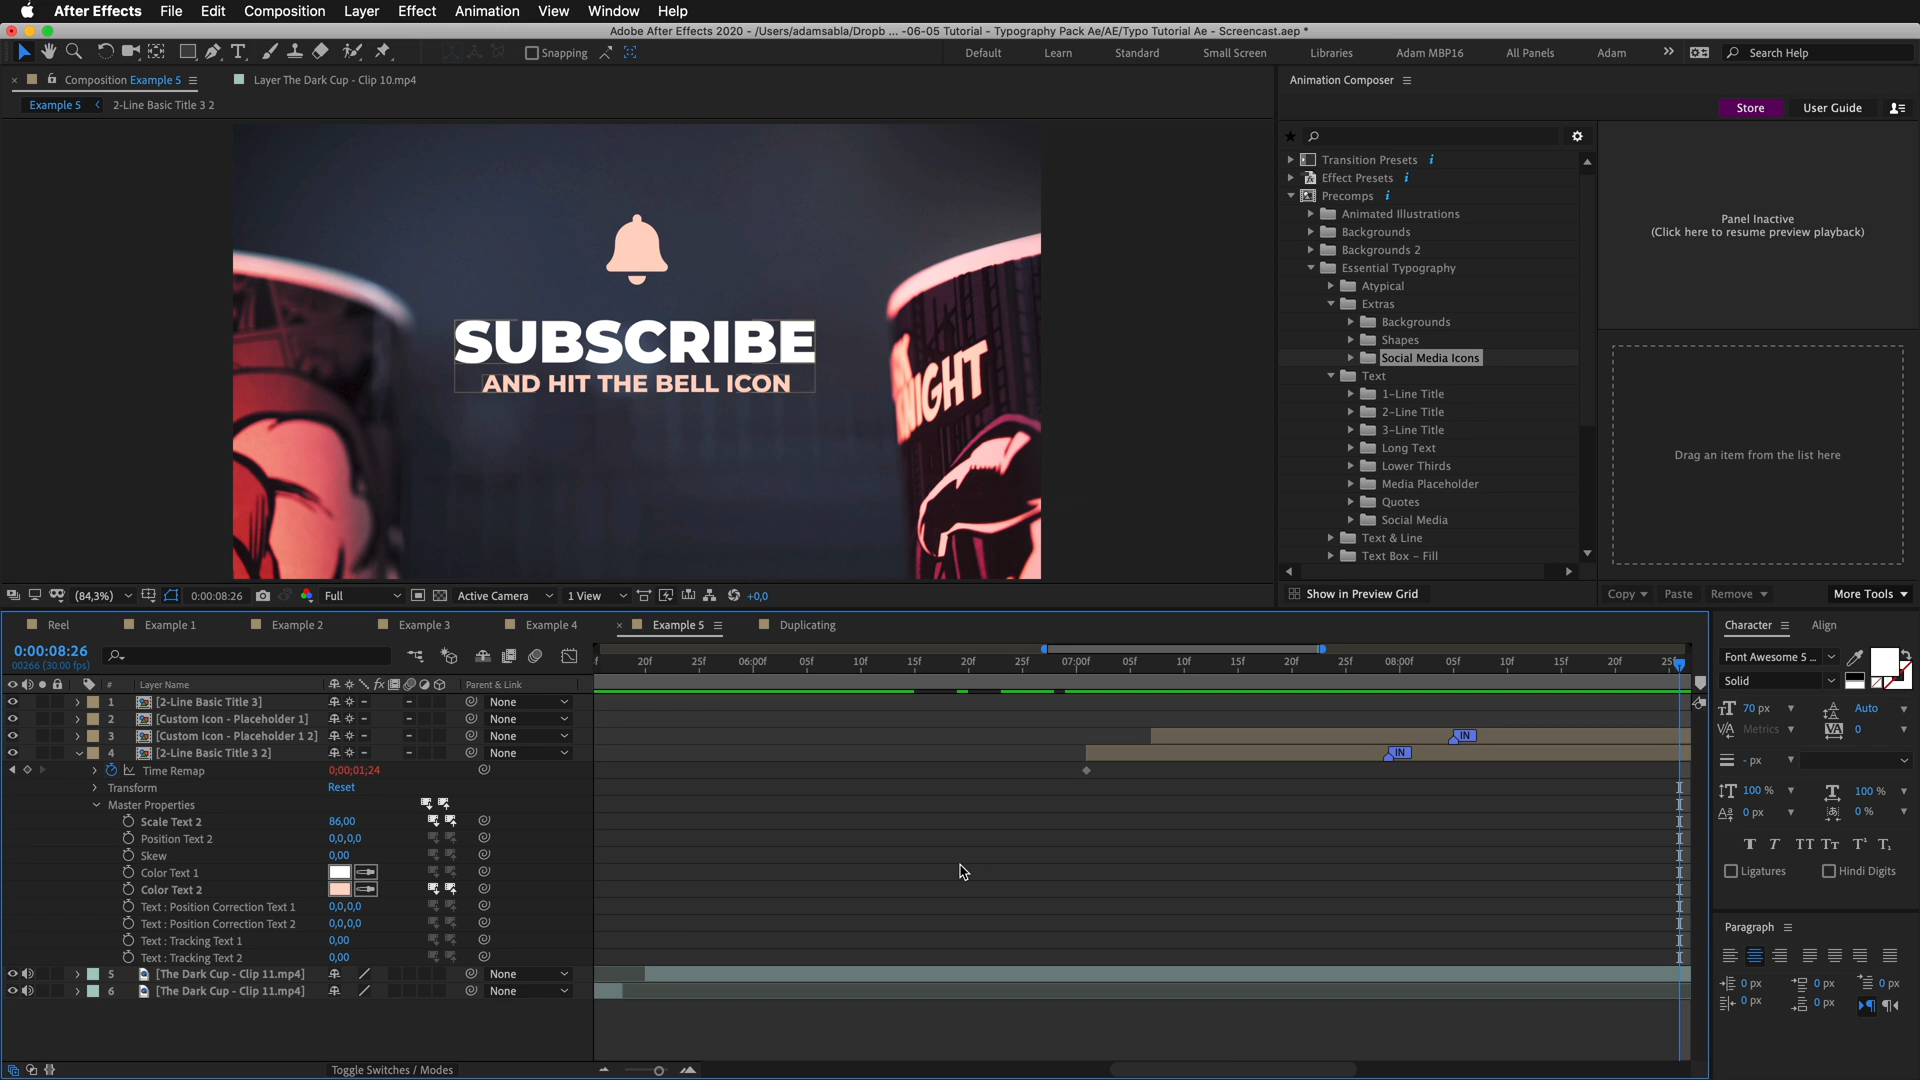 After Effects File Edit Composition Layer Effect Animation View Window Help
Adobe After Effects 2020 - /Users/adamsabla/Dropb ... -06-05 Tutorial - Typography Pack Ae/AE/Typo Tutorial Ae - Screencast.aep *
Snapping Default Learn Standard Small Screen Libraries Adam MBP16 All Panels Adam Search Help
Composition Example 5 Layer The Dark Cup - Clip 10.mp4
Example 5 2-Line Basic Title 3 2
SUBSCRIBE
AND HIT THE BELL ICON
NIGHT
(84,3%) 0:00:08:26 Full Active Camera 1 View +0,0
Animation Composer
Store User Guide
Transition Presets i
Effect Presets i
Precomps i
Animated Illustrations
Backgrounds
Backgrounds 2
Essential Typography
Atypical
Extras
Backgrounds
Shapes
Social Media Icons
Text
1-Line Title
2-Line Title
3-Line Title
Long Text
Lower Thirds
Media Placeholder
Quotes
Social Media
Text & Line
Text Box - Fill
Panel Inactive
(Click here to resume preview playback)
Drag an item from the list here
Show in Preview Grid Copy Paste Remove More Tools
Reel Example 1 Example 2 Example 3 Example 4 Example 5 Duplicating
0:00:08:26
00266 (30.00 fps)
20f 25f 06:00f 05f 10f 15f 20f 25f 07:00f 05f 10f 15f 20f 25f 08:00f 05f 10f 15f 20f 25f
# Layer Name fx Parent & Link
1 [2-Line Basic Title 3] None
2 [Custom Icon - Placeholder 1] None
3 [Custom Icon - Placeholder 1 2] None IN
4 [2-Line Basic Title 3 2] None IN
Time Remap 0;00;01;24
Transform Reset
Master Properties
Scale Text 2 86,00
Position Text 2 0,0,0,0
Skew 0,00
Color Text 1
Color Text 2
Text : Position Correction Text 1 0,0,0,0
Text : Position Correction Text 2 0,0,0,0
Text : Tracking Text 1 0,00
Text : Tracking Text 2 0,00
5 [The Dark Cup - Clip 11.mp4] None
6 [The Dark Cup - Clip 11.mp4] None
Toggle Switches / Modes
Character Align
Font Awesome 5 ...
Solid
70 px Auto
Metrics 0
- px
100 % 100 %
0 px 0 %
Ligatures Hindi Digits
Paragraph
0 px 0 px 0 px
0 px 0 px